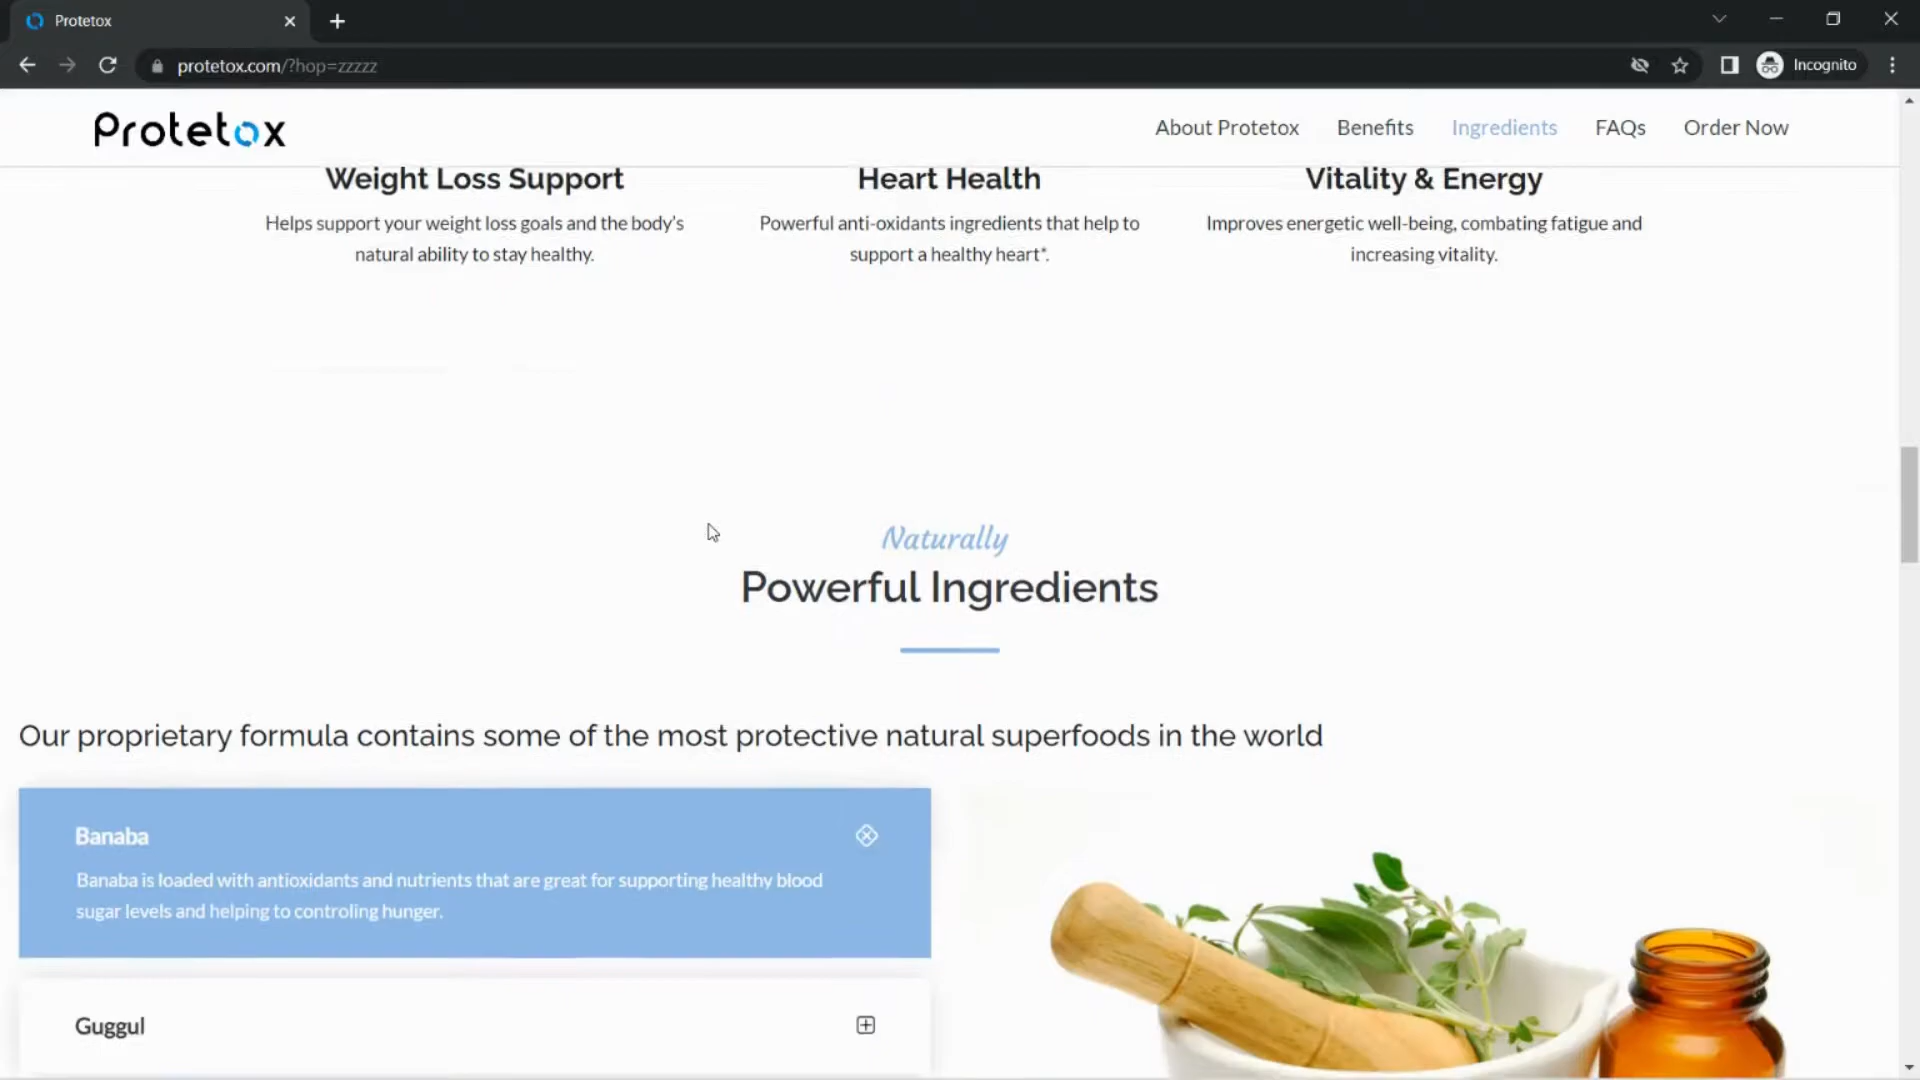 Protetox
protetox.com/?hop=zzzzz
Incognito
Protetox
About Protetox
Benefits
Ingredients
FAQs
Order Now
Weight Loss Support
Helps support your weight loss goals and the body's
natural ability to stay healthy.
Heart Health
Powerful anti-oxidants ingredients that help to
support a healthy heart*.
Vitality & Energy
Improves energetic well-being, combating fatigue and
increasing vitality.
Naturally
Powerful Ingredients
Our proprietary formula contains some of the most protective natural superfoods in the world
Banaba
Banaba is loaded with antioxidants and nutrients that are great for supporting healthy blood
sugar levels and helping to controling hunger.
Guggul